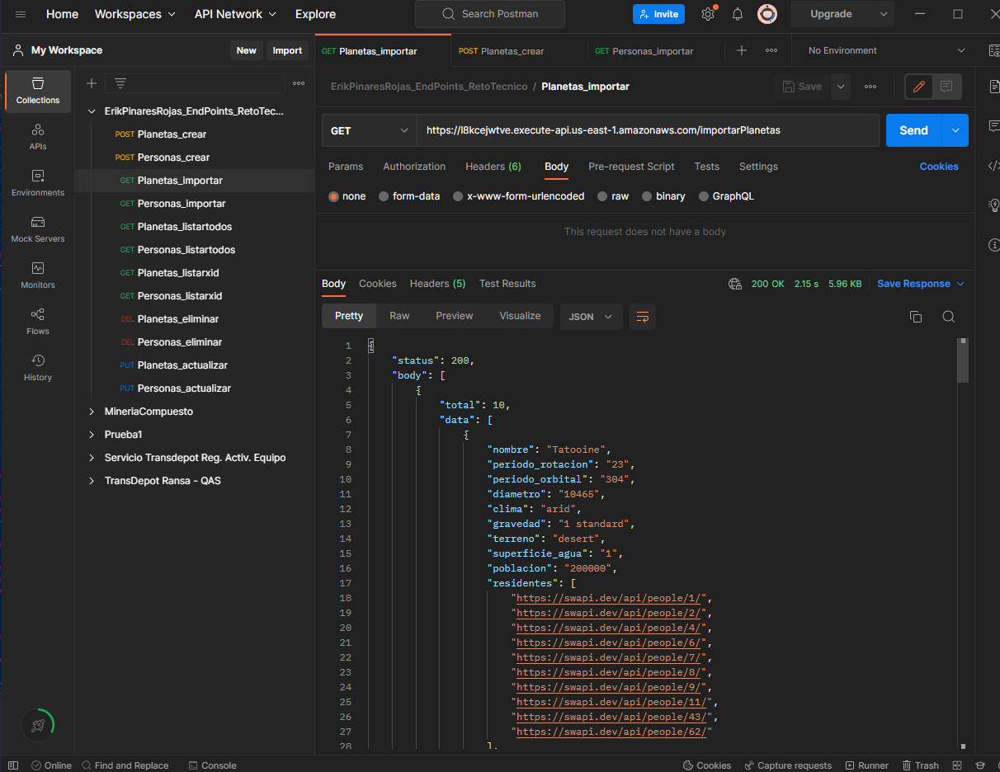 Home Workspaces API Network Explore Search Postman Invite Upgrade
My Workspace New Import
GET Planetas_importar POST Planetas_crear GET Personas_importar No Environment
Collections
APIs
Environments
Mock Servers
Monitors
Flows
History
ErikPinaresRojas_EndPoints_RetoTec...
POST Planetas_crear
POST Personas_crear
GET Planetas_importar
GET Personas_importar
GET Planetas_listartodos
GET Personas_listartodos
GET Planetas_listarxid
GET Personas_listarxid
DEL Planetas_eliminar
DEL Personas_eliminar
PUT Planetas_actualizar
PUT Personas_actualizar
MineriaCompuesto
Prueba1
Servicio Transdepot Reg. Activ. Equipo
TransDepot Ransa - QAS
ErikPinaresRojas_EndPoints_RetoTecnico / Planetas_importar Save
GET https://l8kcejwtve.execute-api.us-east-1.amazonaws.com/importarPlanetas Send
Params Authorization Headers (6) Body Pre-request Script Tests Settings Cookies
none form-data x-www-form-urlencoded raw binary GraphQL
This request does not have a body
Body Cookies Headers (5) Test Results 200 OK 2.15 s 5.96 KB Save Response
Pretty Raw Preview Visualize JSON
1 {
2 "status": 200,
3 "body": [
4 {
5 "total": 10,
6 "data": [
7 {
8 "nombre": "Tatooine",
9 "periodo_rotacion": "23",
10 "periodo_orbital": "304",
11 "diametro": "10465",
12 "clima": "arid",
13 "gravedad": "1 standard",
14 "terreno": "desert",
15 "superficie_agua": "1",
16 "poblacion": "200000",
17 "residentes": [
18 "https://swapi.dev/api/people/1/",
19 "https://swapi.dev/api/people/2/",
20 "https://swapi.dev/api/people/4/",
21 "https://swapi.dev/api/people/6/",
22 "https://swapi.dev/api/people/7/",
23 "https://swapi.dev/api/people/8/",
24 "https://swapi.dev/api/people/9/",
25 "https://swapi.dev/api/people/11/",
26 "https://swapi.dev/api/people/43/",
27 "https://swapi.dev/api/people/62/"
28 ],
Online Find and Replace Console Cookies Capture requests Runner Trash